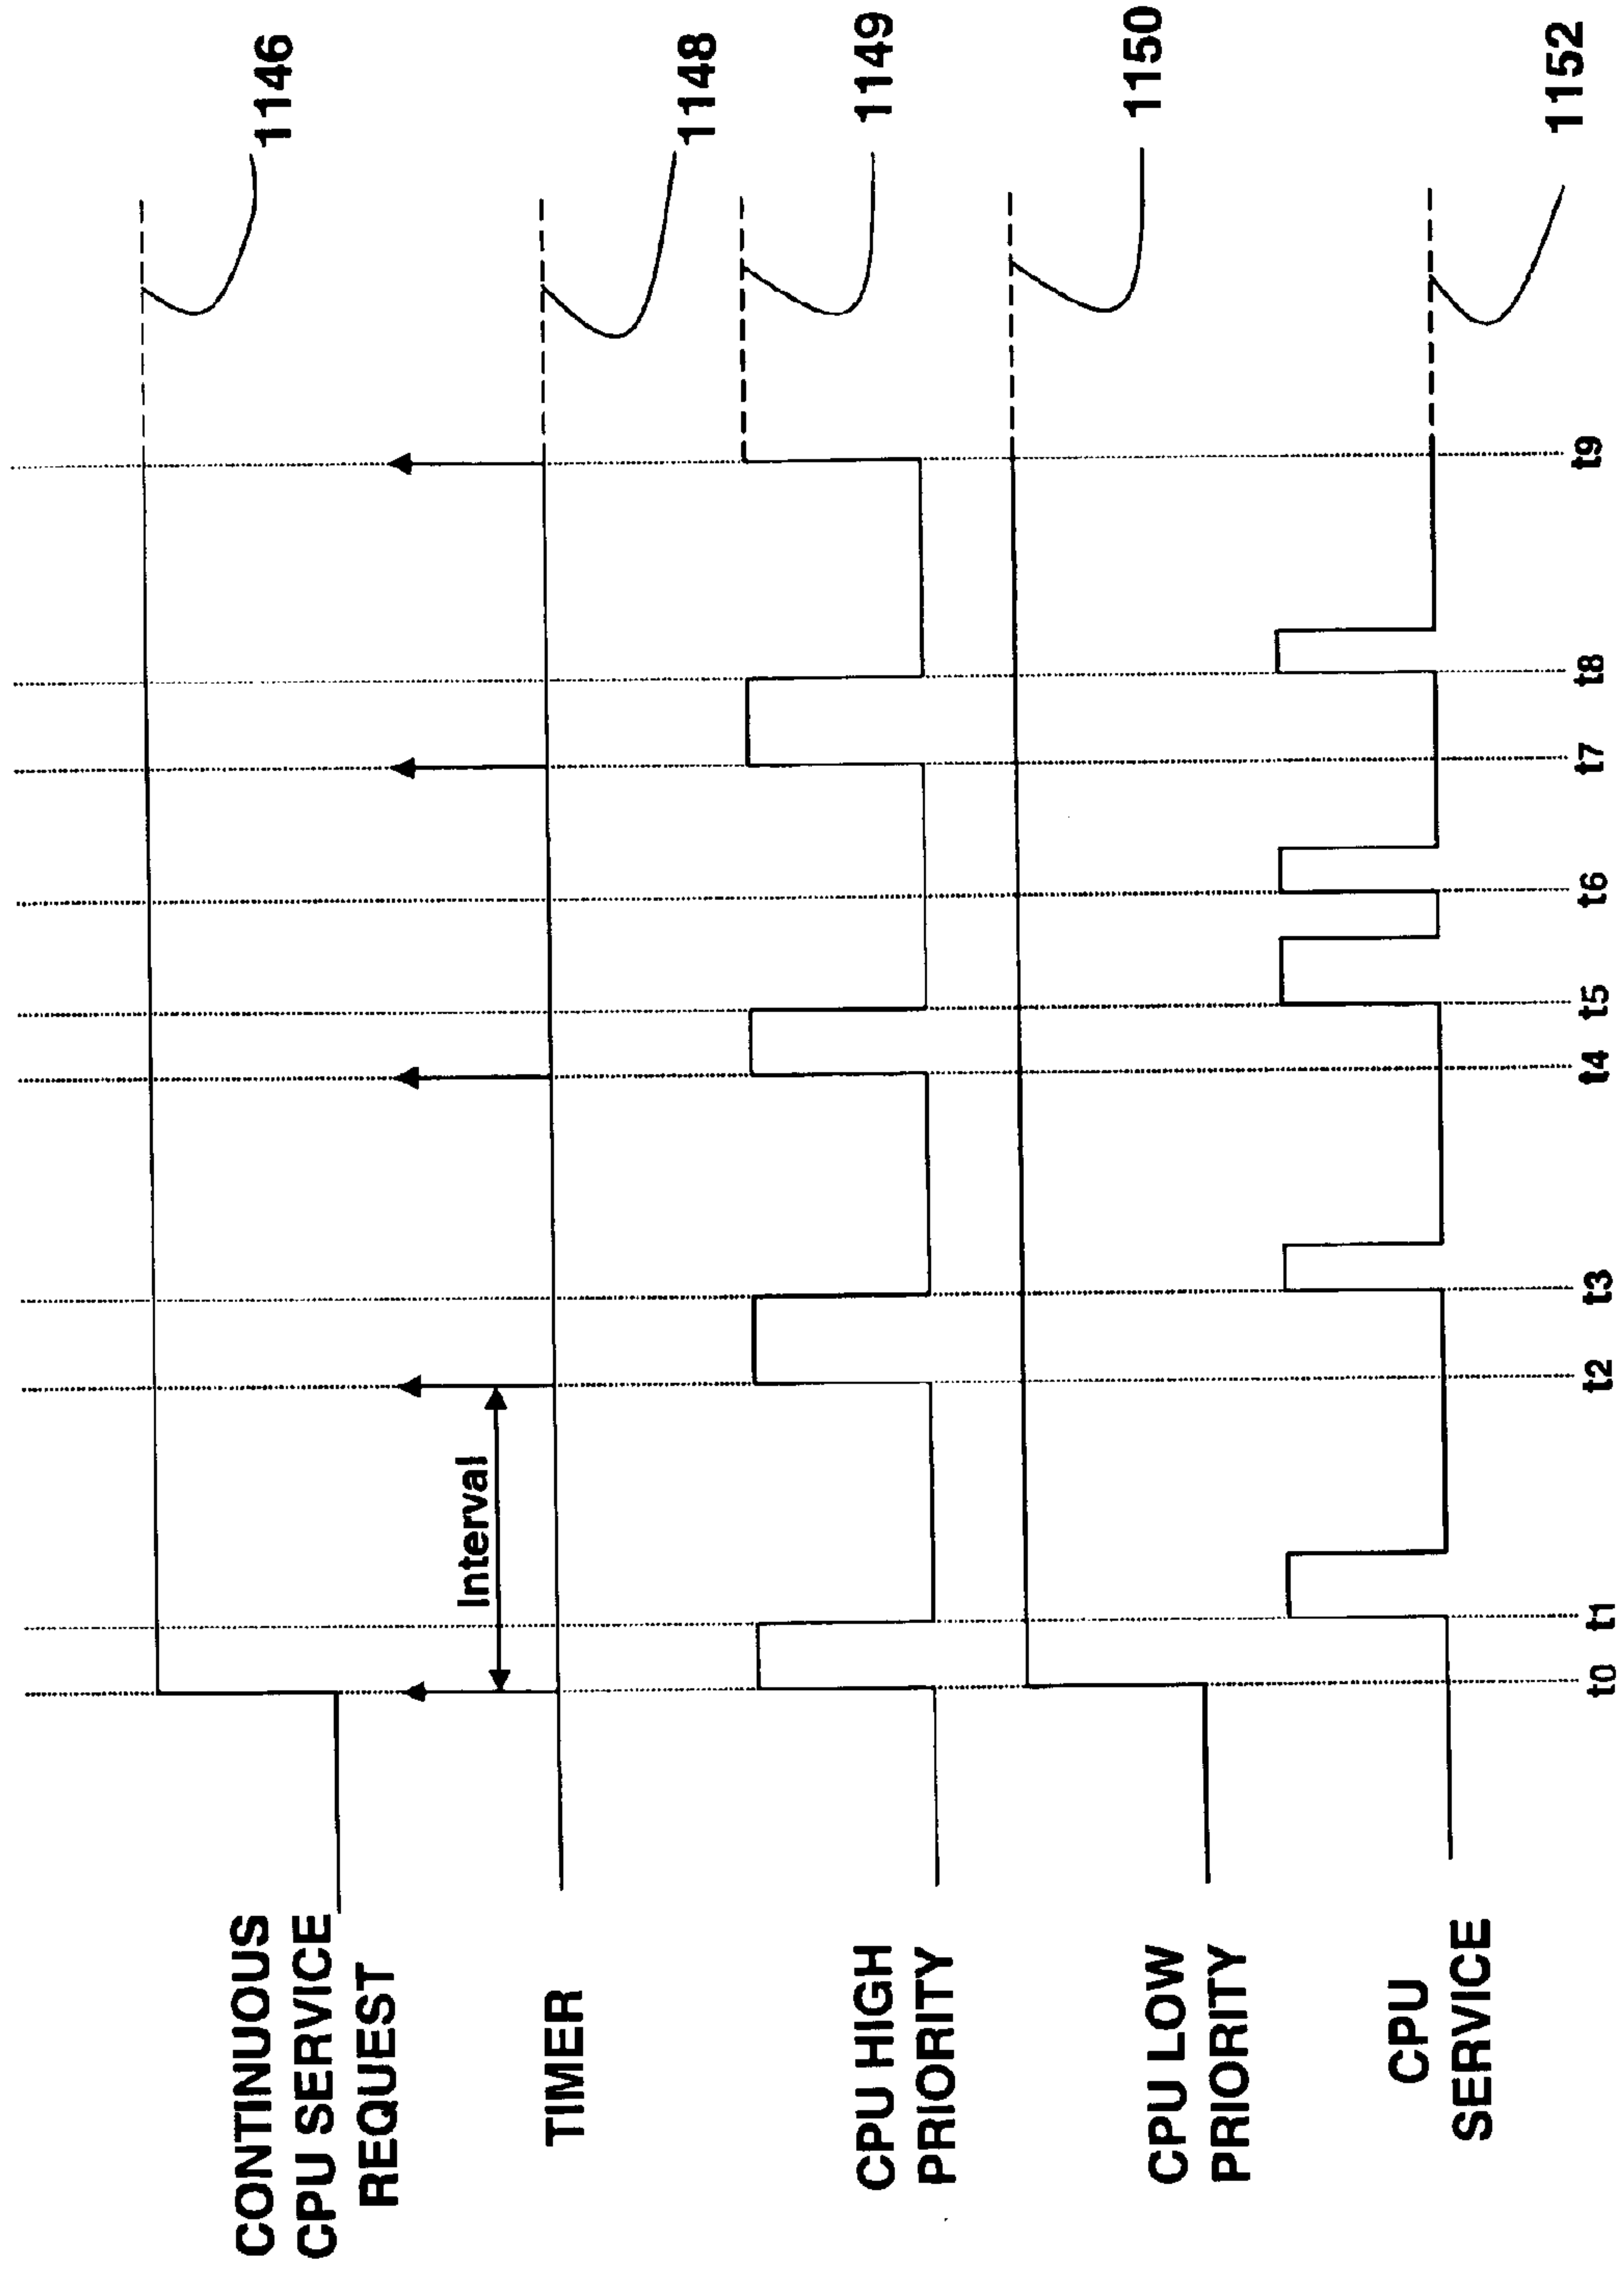 CONTINUOUS
CPU SERVICE
REQUEST
1146
TIMER
Interval
1148
CPU HIGH
PRIORITY
1149
CPU LOW
PRIORITY
1150
CPU
SERVICE
1152
t0 t1 t2 t3 t4 t5 t6 t7 t8 t9